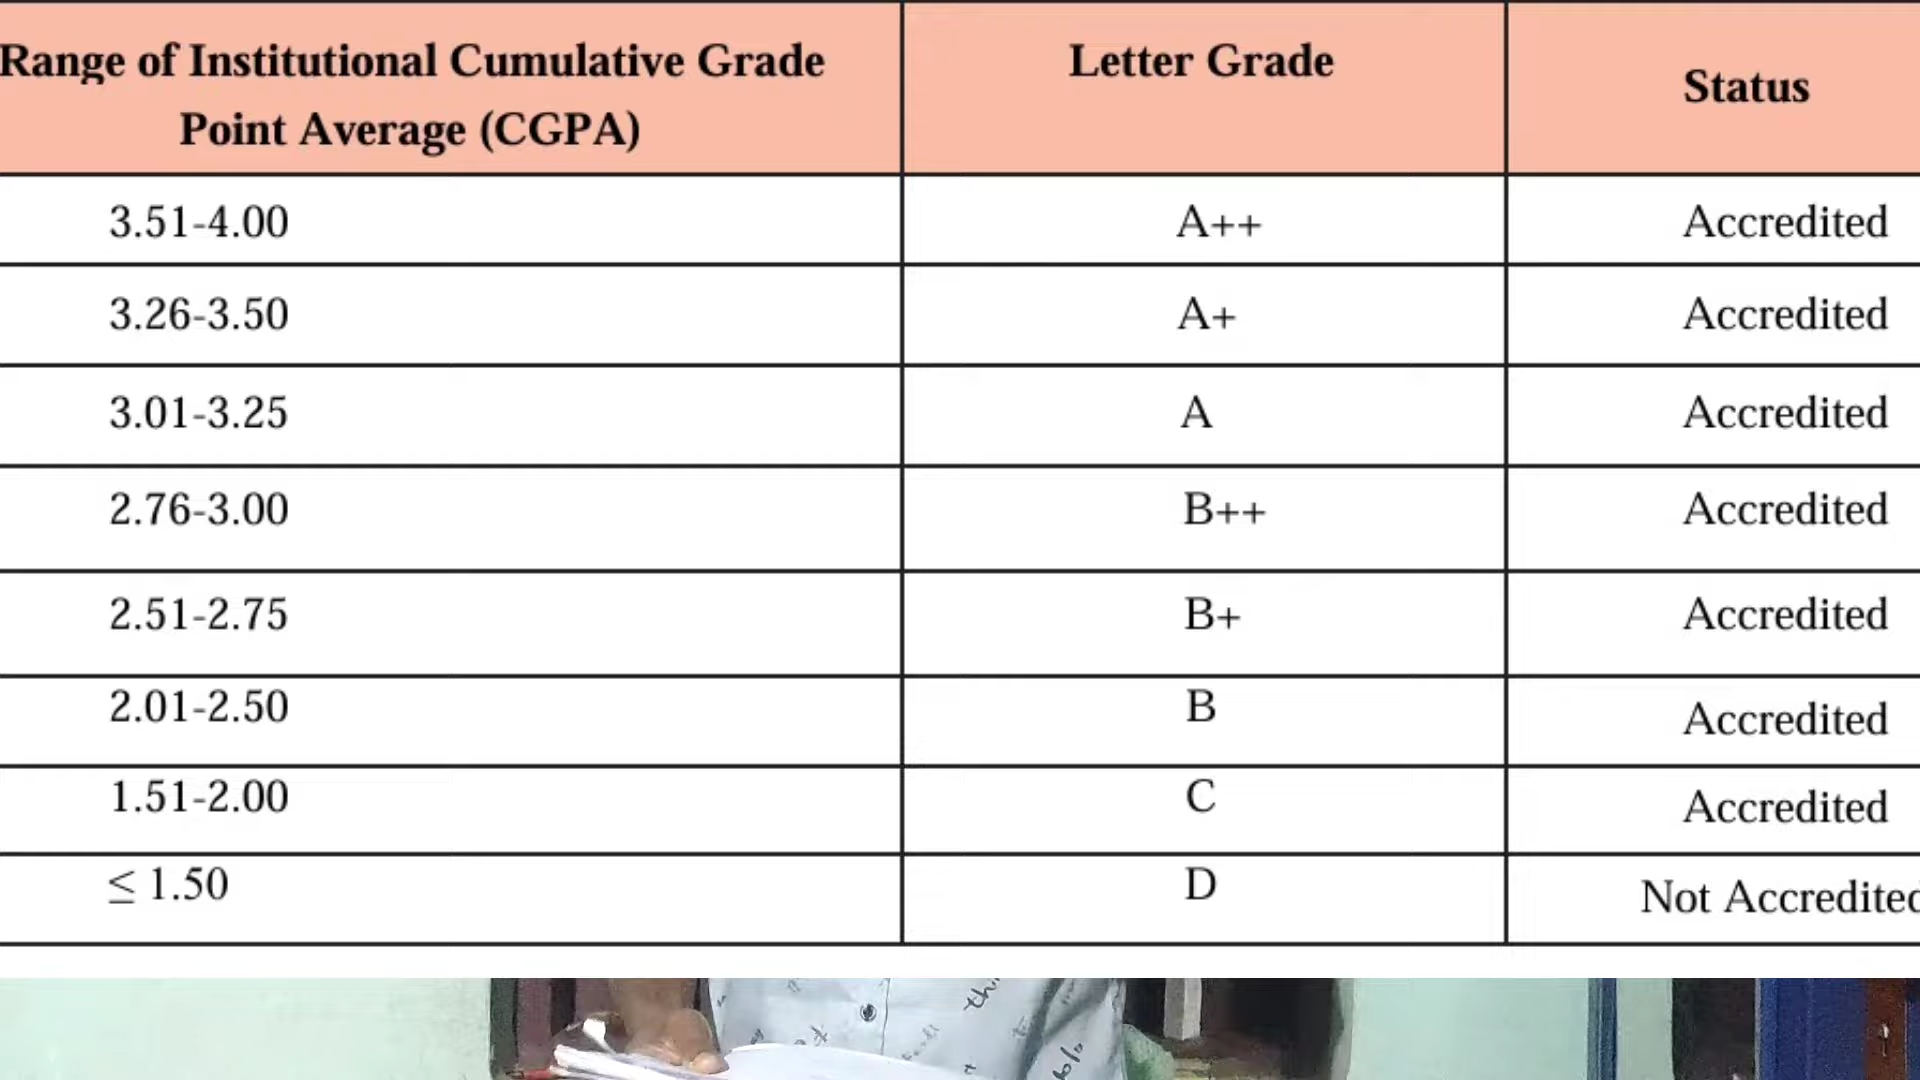 Range of Institutional Cumulative Grade Point Average (CGPA) Letter Grade Status
3.51-4.00 A++ Accredited
3.26-3.50 A+ Accredited
3.01-3.25 A Accredited
2.76-3.00 B++ Accredited
2.51-2.75 B+ Accredited
2.01-2.50 B Accredited
1.51-2.00 C Accredited
≤ 1.50 D Not Accredited